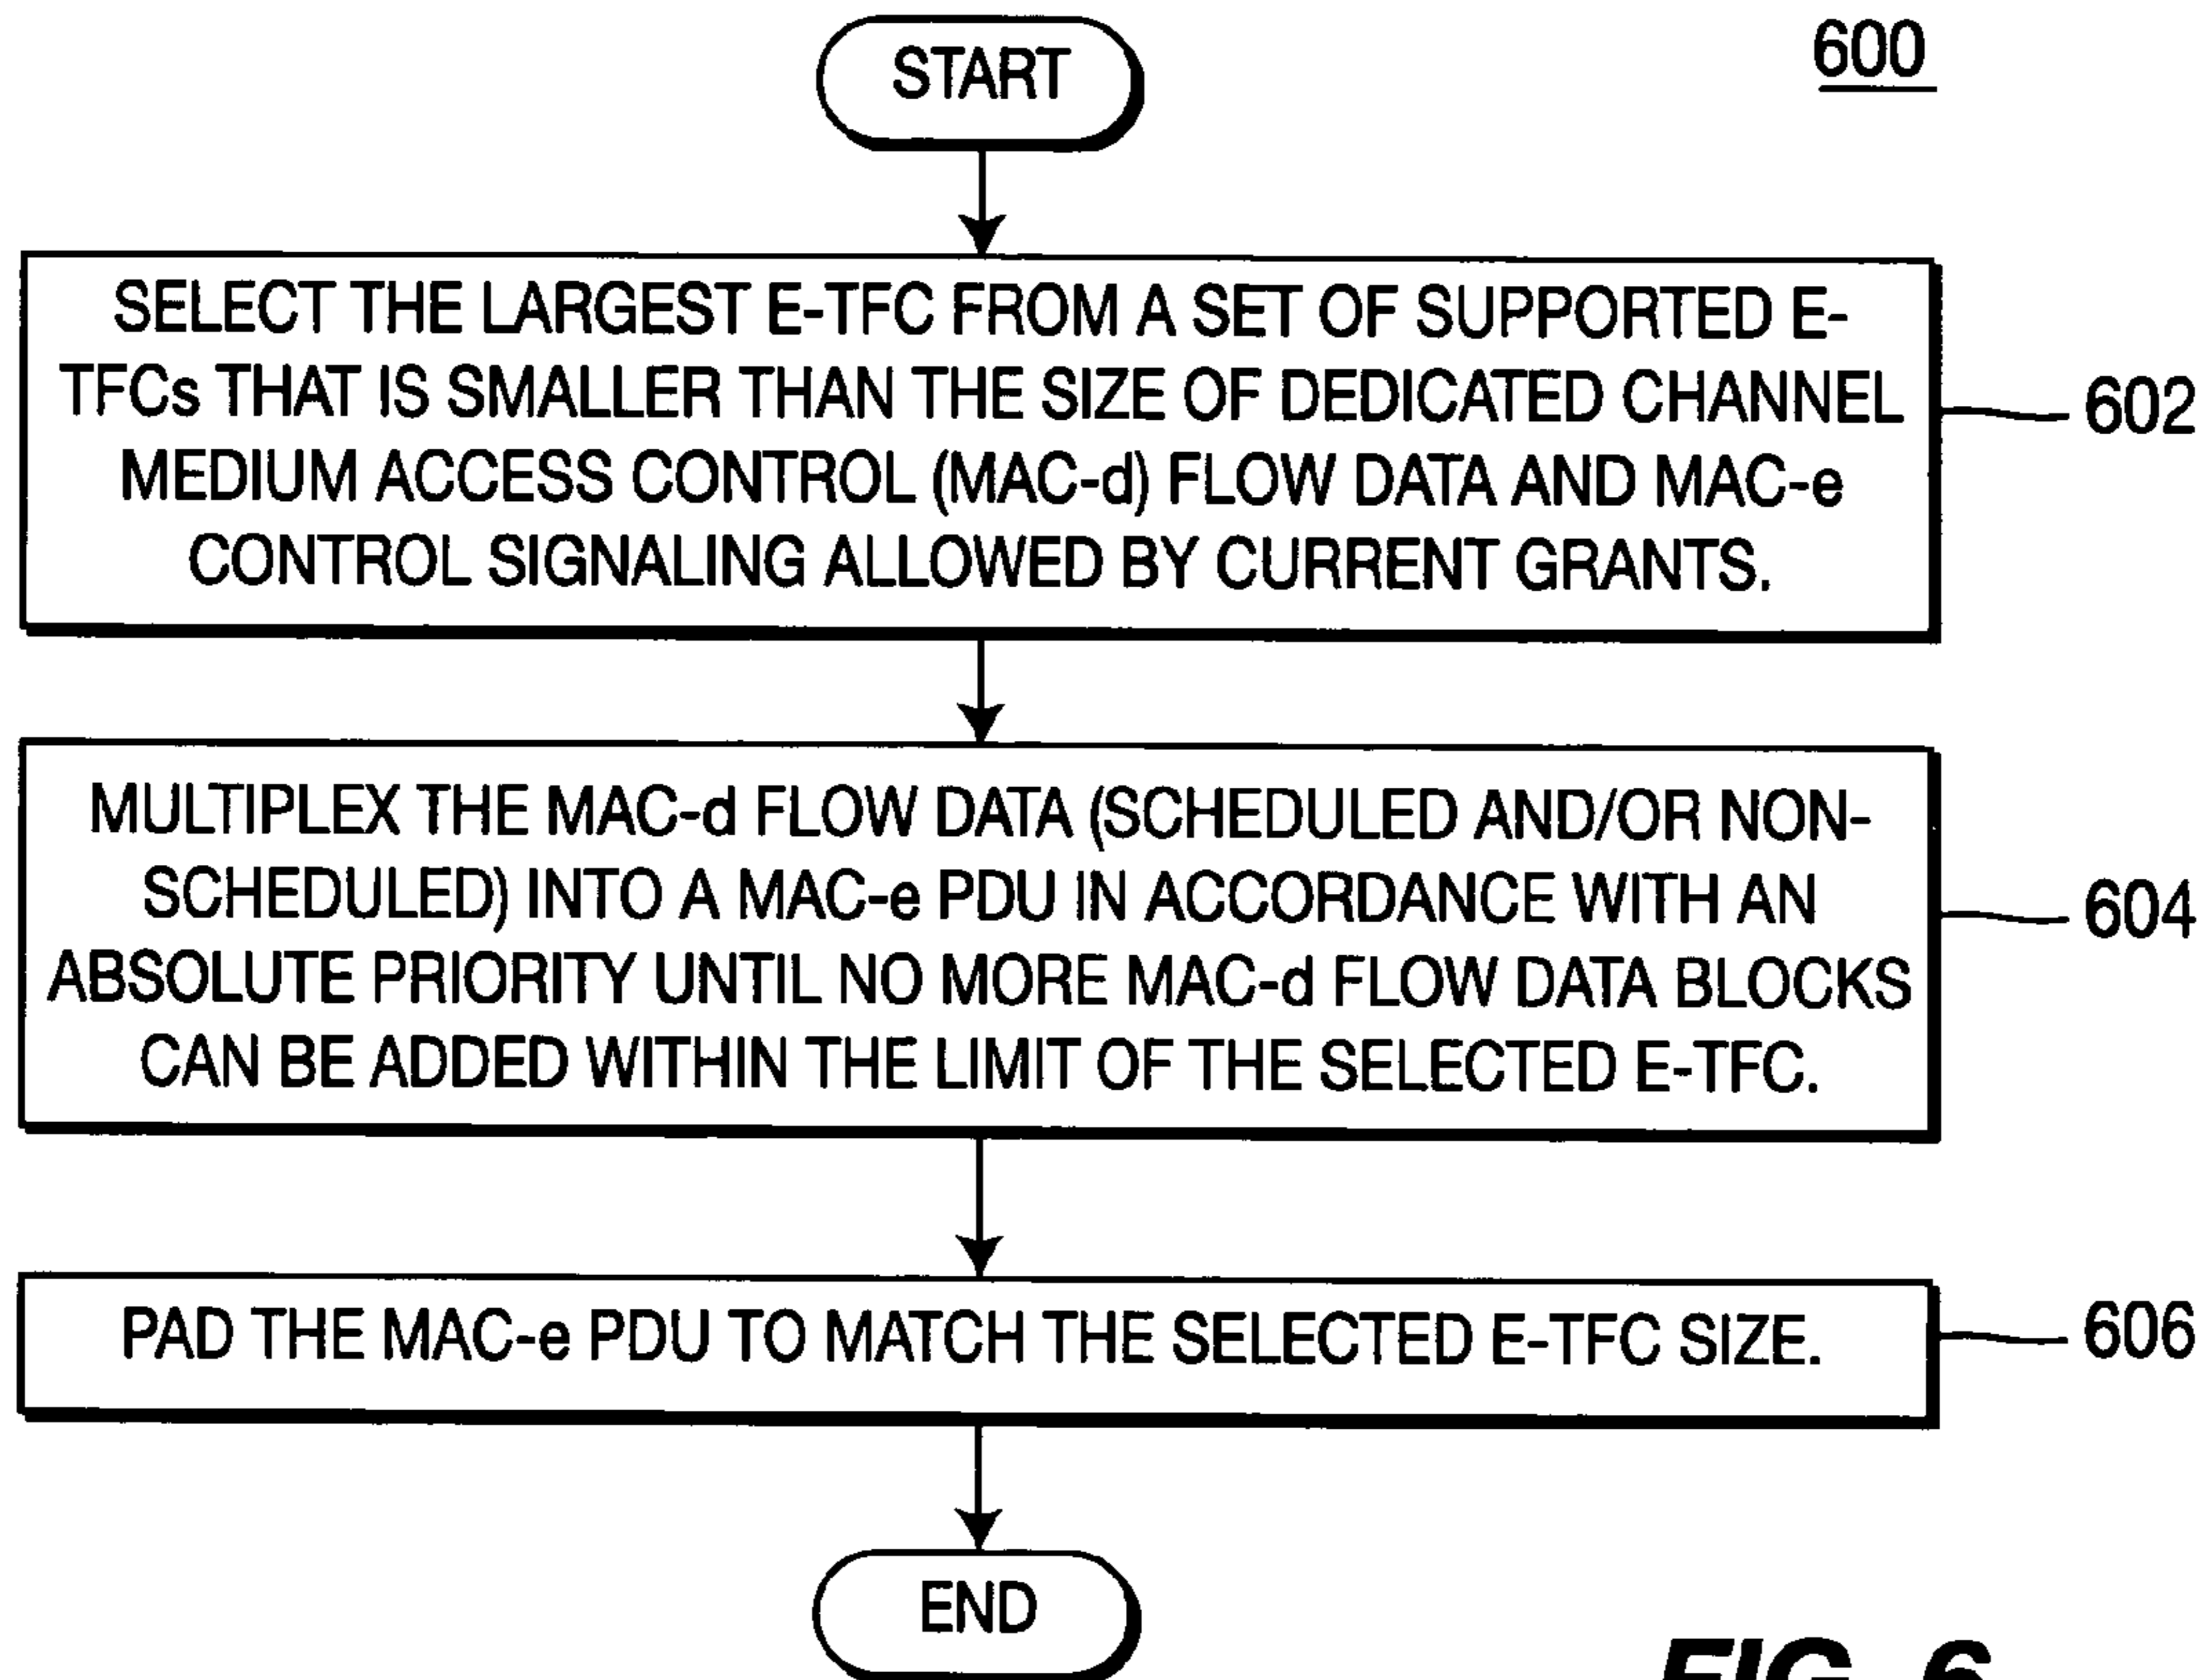 START
600
SELECT THE LARGEST E-TFC FROM A SET OF SUPPORTED E-
TFCs THAT IS SMALLER THAN THE SIZE OF DEDICATED CHANNEL
MEDIUM ACCESS CONTROL (MAC-d) FLOW DATA AND MAC-e
CONTROL SIGNALING ALLOWED BY CURRENT GRANTS.
602
MULTIPLEX THE MAC-d FLOW DATA (SCHEDULED AND/OR NON-
SCHEDULED) INTO A MAC-e PDU IN ACCORDANCE WITH AN
ABSOLUTE PRIORITY UNTIL NO MORE MAC-d FLOW DATA BLOCKS
CAN BE ADDED WITHIN THE LIMIT OF THE SELECTED E-TFC.
604
PAD THE MAC-e PDU TO MATCH THE SELECTED E-TFC SIZE.
606
END
FIG. 6